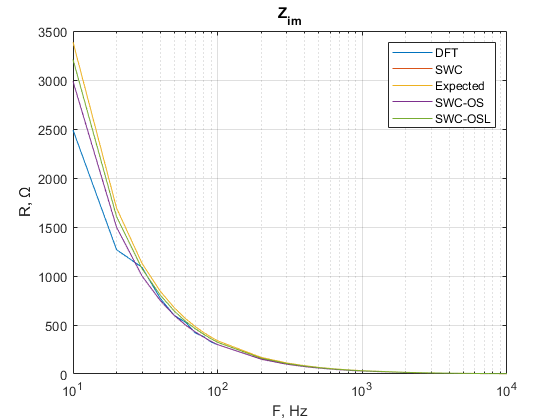 Z_im
3500
3000
2500
2000
1500
1000
500
0
R, Ω
10^1
10^2
10^3
10^4
F, Hz
DFT
SWC
Expected
SWC-OS
SWC-OSL